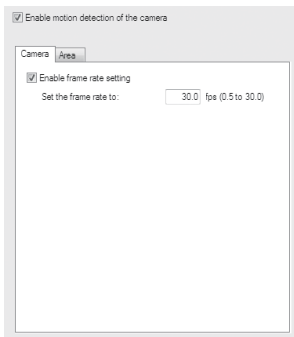 Enable motion detection of the camera
Camera Area
Enable frame rate setting
Set the frame rate to: 30.0 fps (0.5 to 30.0)